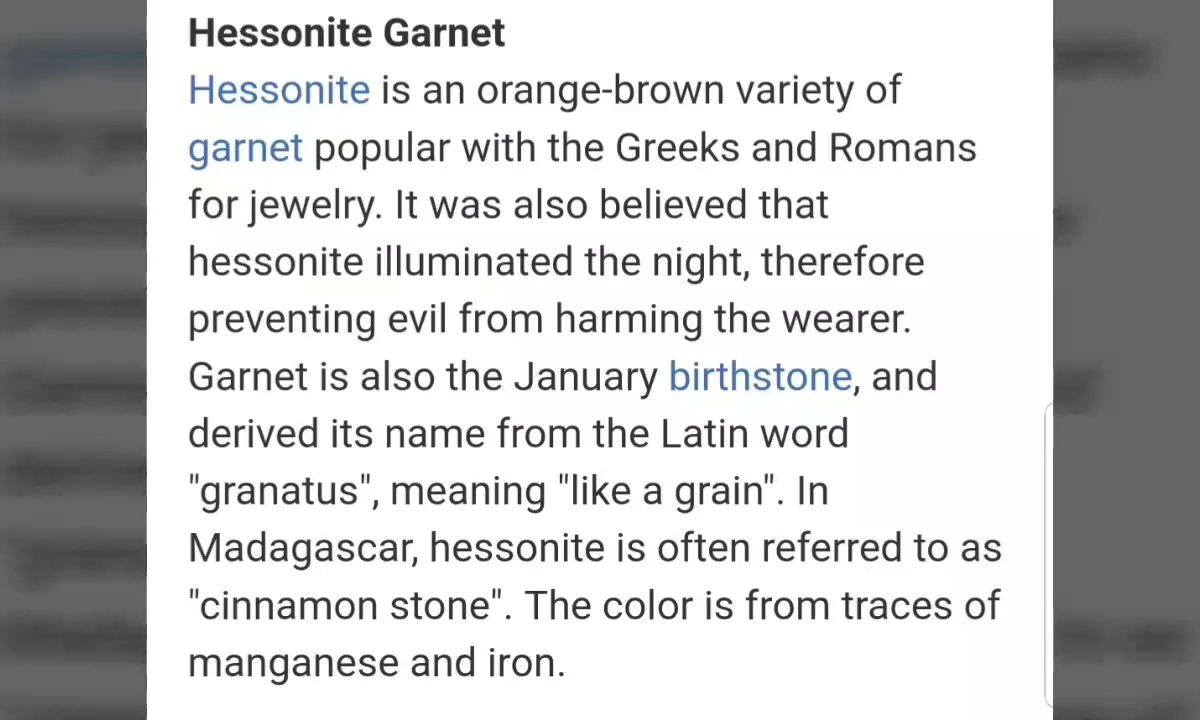 Hessonite Garnet
Hessonite is an orange-brown variety of
garnet popular with the Greeks and Romans
for jewelry. It was also believed that
hessonite illuminated the night, therefore
preventing evil from harming the wearer.
Garnet is also the January birthstone, and
derived its name from the Latin word
"granatus", meaning "like a grain". In
Madagascar, hessonite is often referred to as
"cinnamon stone". The color is from traces of
manganese and iron.